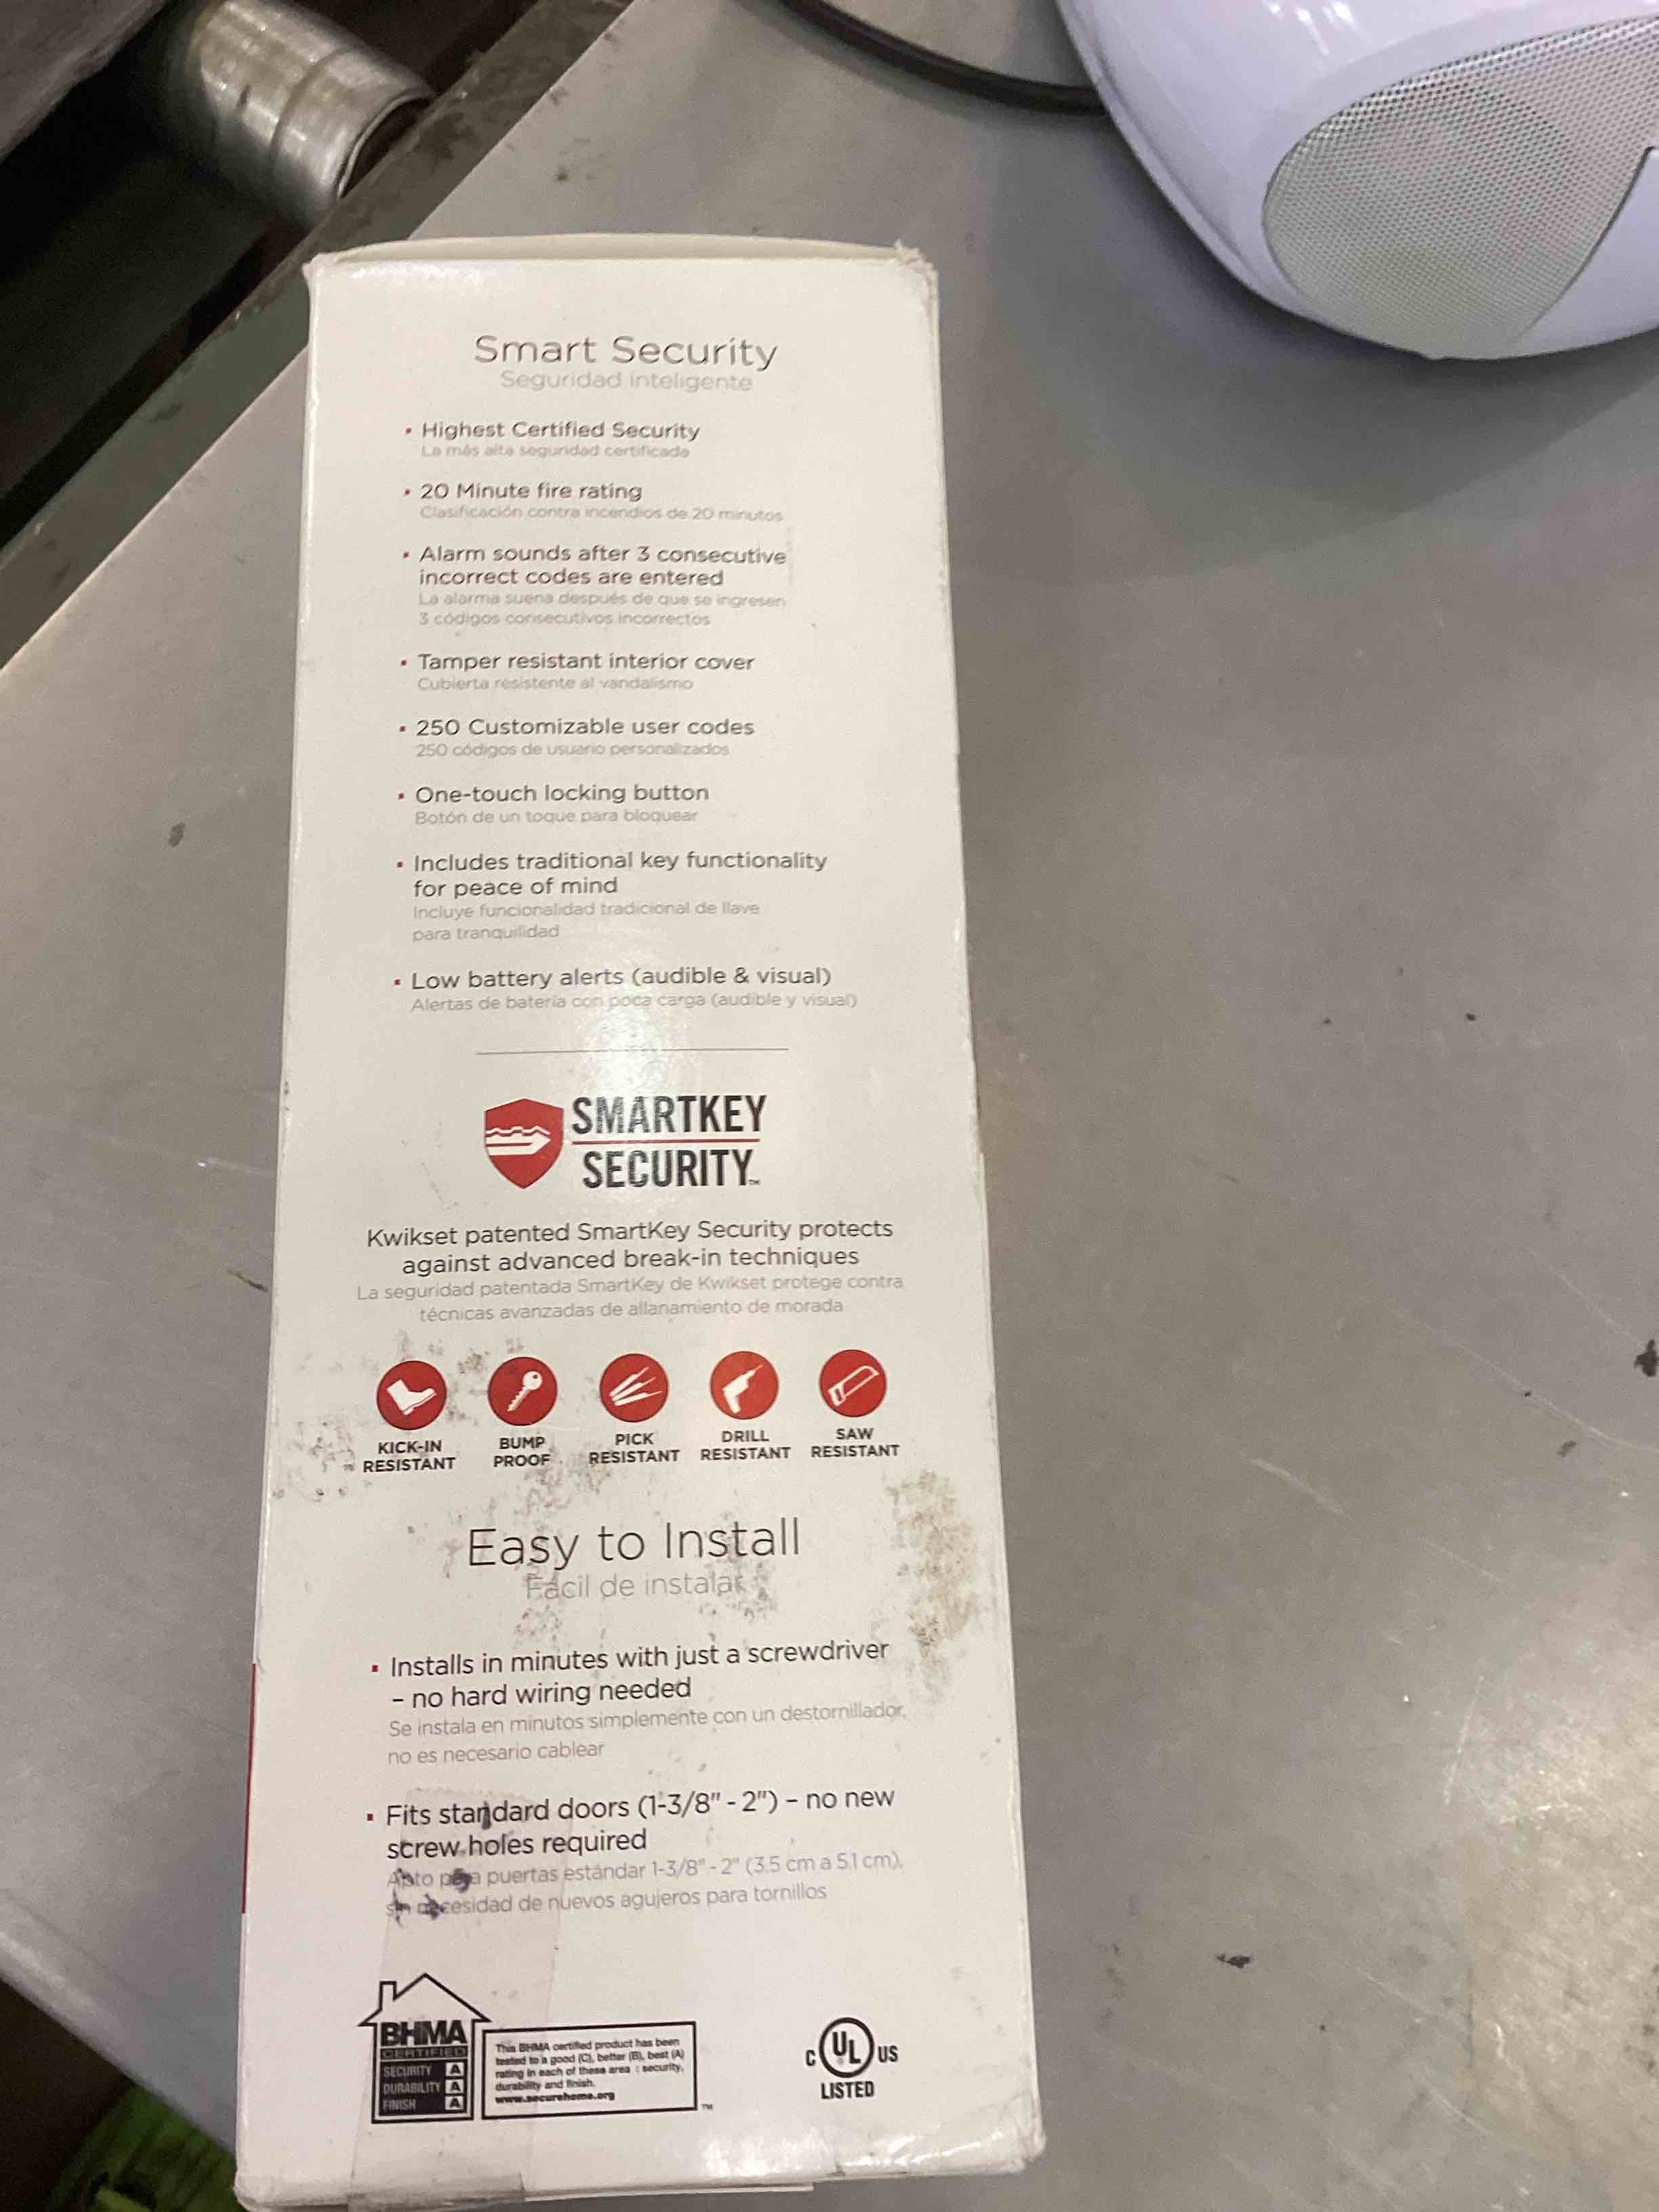 Smart Security
Seguridad inteligente
• Highest Certified Security
La más alta seguridad certificada
• 20 Minute fire rating
Clasificación contra incendios de 20 minutos
• Alarm sounds after 3 consecutive
incorrect codes are entered
La alarma suena después de que se ingresen
3 códigos consecutivos incorrectos
• Tamper resistant interior cover
Cubierta resistente al vandalismo
• 250 Customizable user codes
250 códigos de usuario personalizados
• One-touch locking button
Botón de un toque para bloquear
• Includes traditional key functionality
for peace of mind
Incluye funcionalidad tradicional de llave
para tranquilidad
• Low battery alerts (audible & visual)
Alertas de batería con poca carga (audible y visual)
SMARTKEY
SECURITY™
Kwikset patented SmartKey Security protects
against advanced break-in techniques
La seguridad patentada SmartKey de Kwikset protege contra
técnicas avanzadas de allanamiento de morada
KICK-IN
RESISTANT
BUMP
PROOF
PICK
RESISTANT
DRILL
RESISTANT
SAW
RESISTANT
Easy to Install
Fácil de instalar
• Installs in minutes with just a screwdriver
– no hard wiring needed
Se instala en minutos simplemente con un destornillador,
no es necesario cablear
• Fits standard doors (1-3/8" - 2") – no new
screw holes required
Apto para puertas estándar 1-3/8" - 2" (3.5 cm a 5.1 cm),
sin necesidad de nuevos agujeros para tornillos
BHMA
CERTIFIED
SECURITY A
DURABILITY A
FINISH A
This BHMA certified product has been
tested to a good (C), better (B), best (A)
rating in each of these area : security,
durability and finish.
www.securehome.org
™
C UL US
LISTED